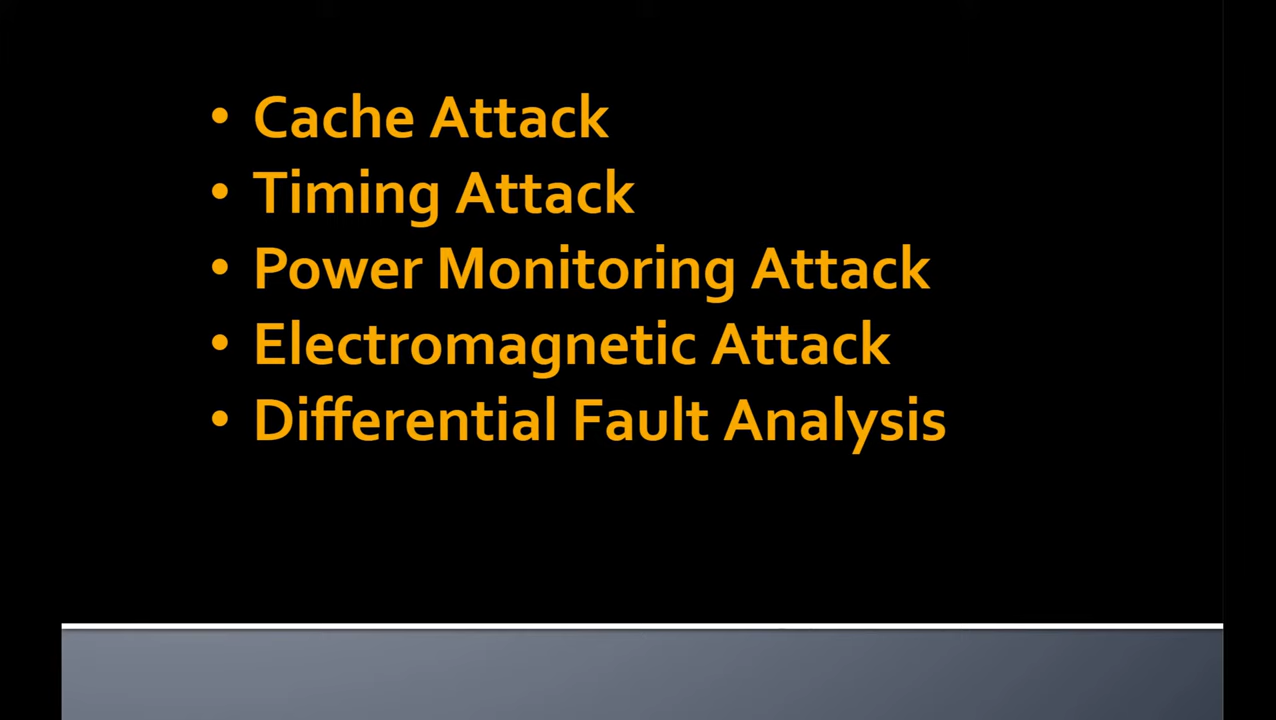 • Cache Attack
• Timing Attack
• Power Monitoring Attack
• Electromagnetic Attack
• Differential Fault Analysis